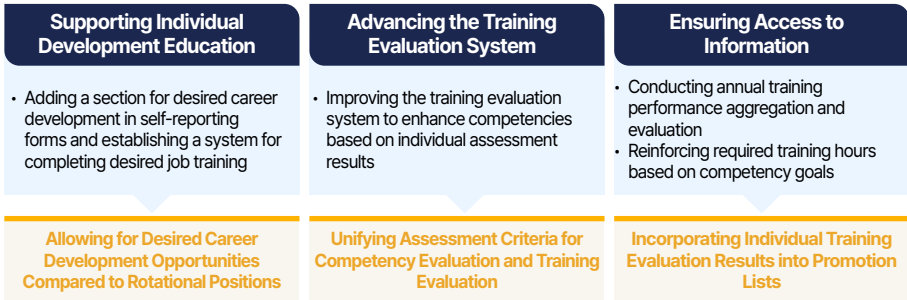 Supporting Individual
Development Education
• Adding a section for desired career
development in self-reporting
forms and establishing a system for
completing desired job training
Allowing for Desired Career
Development Opportunities
Compared to Rotational Positions
Advancing the Training
Evaluation System
• Improving the training evaluation
system to enhance competencies
based on individual assessment
results
Unifying Assessment Criteria for
Competency Evaluation and Training
Evaluation
Ensuring Access to
Information
• Conducting annual training
performance aggregation and
evaluation
• Reinforcing required training hours
based on competency goals
Incorporating Individual Training
Evaluation Results into Promotion
Lists